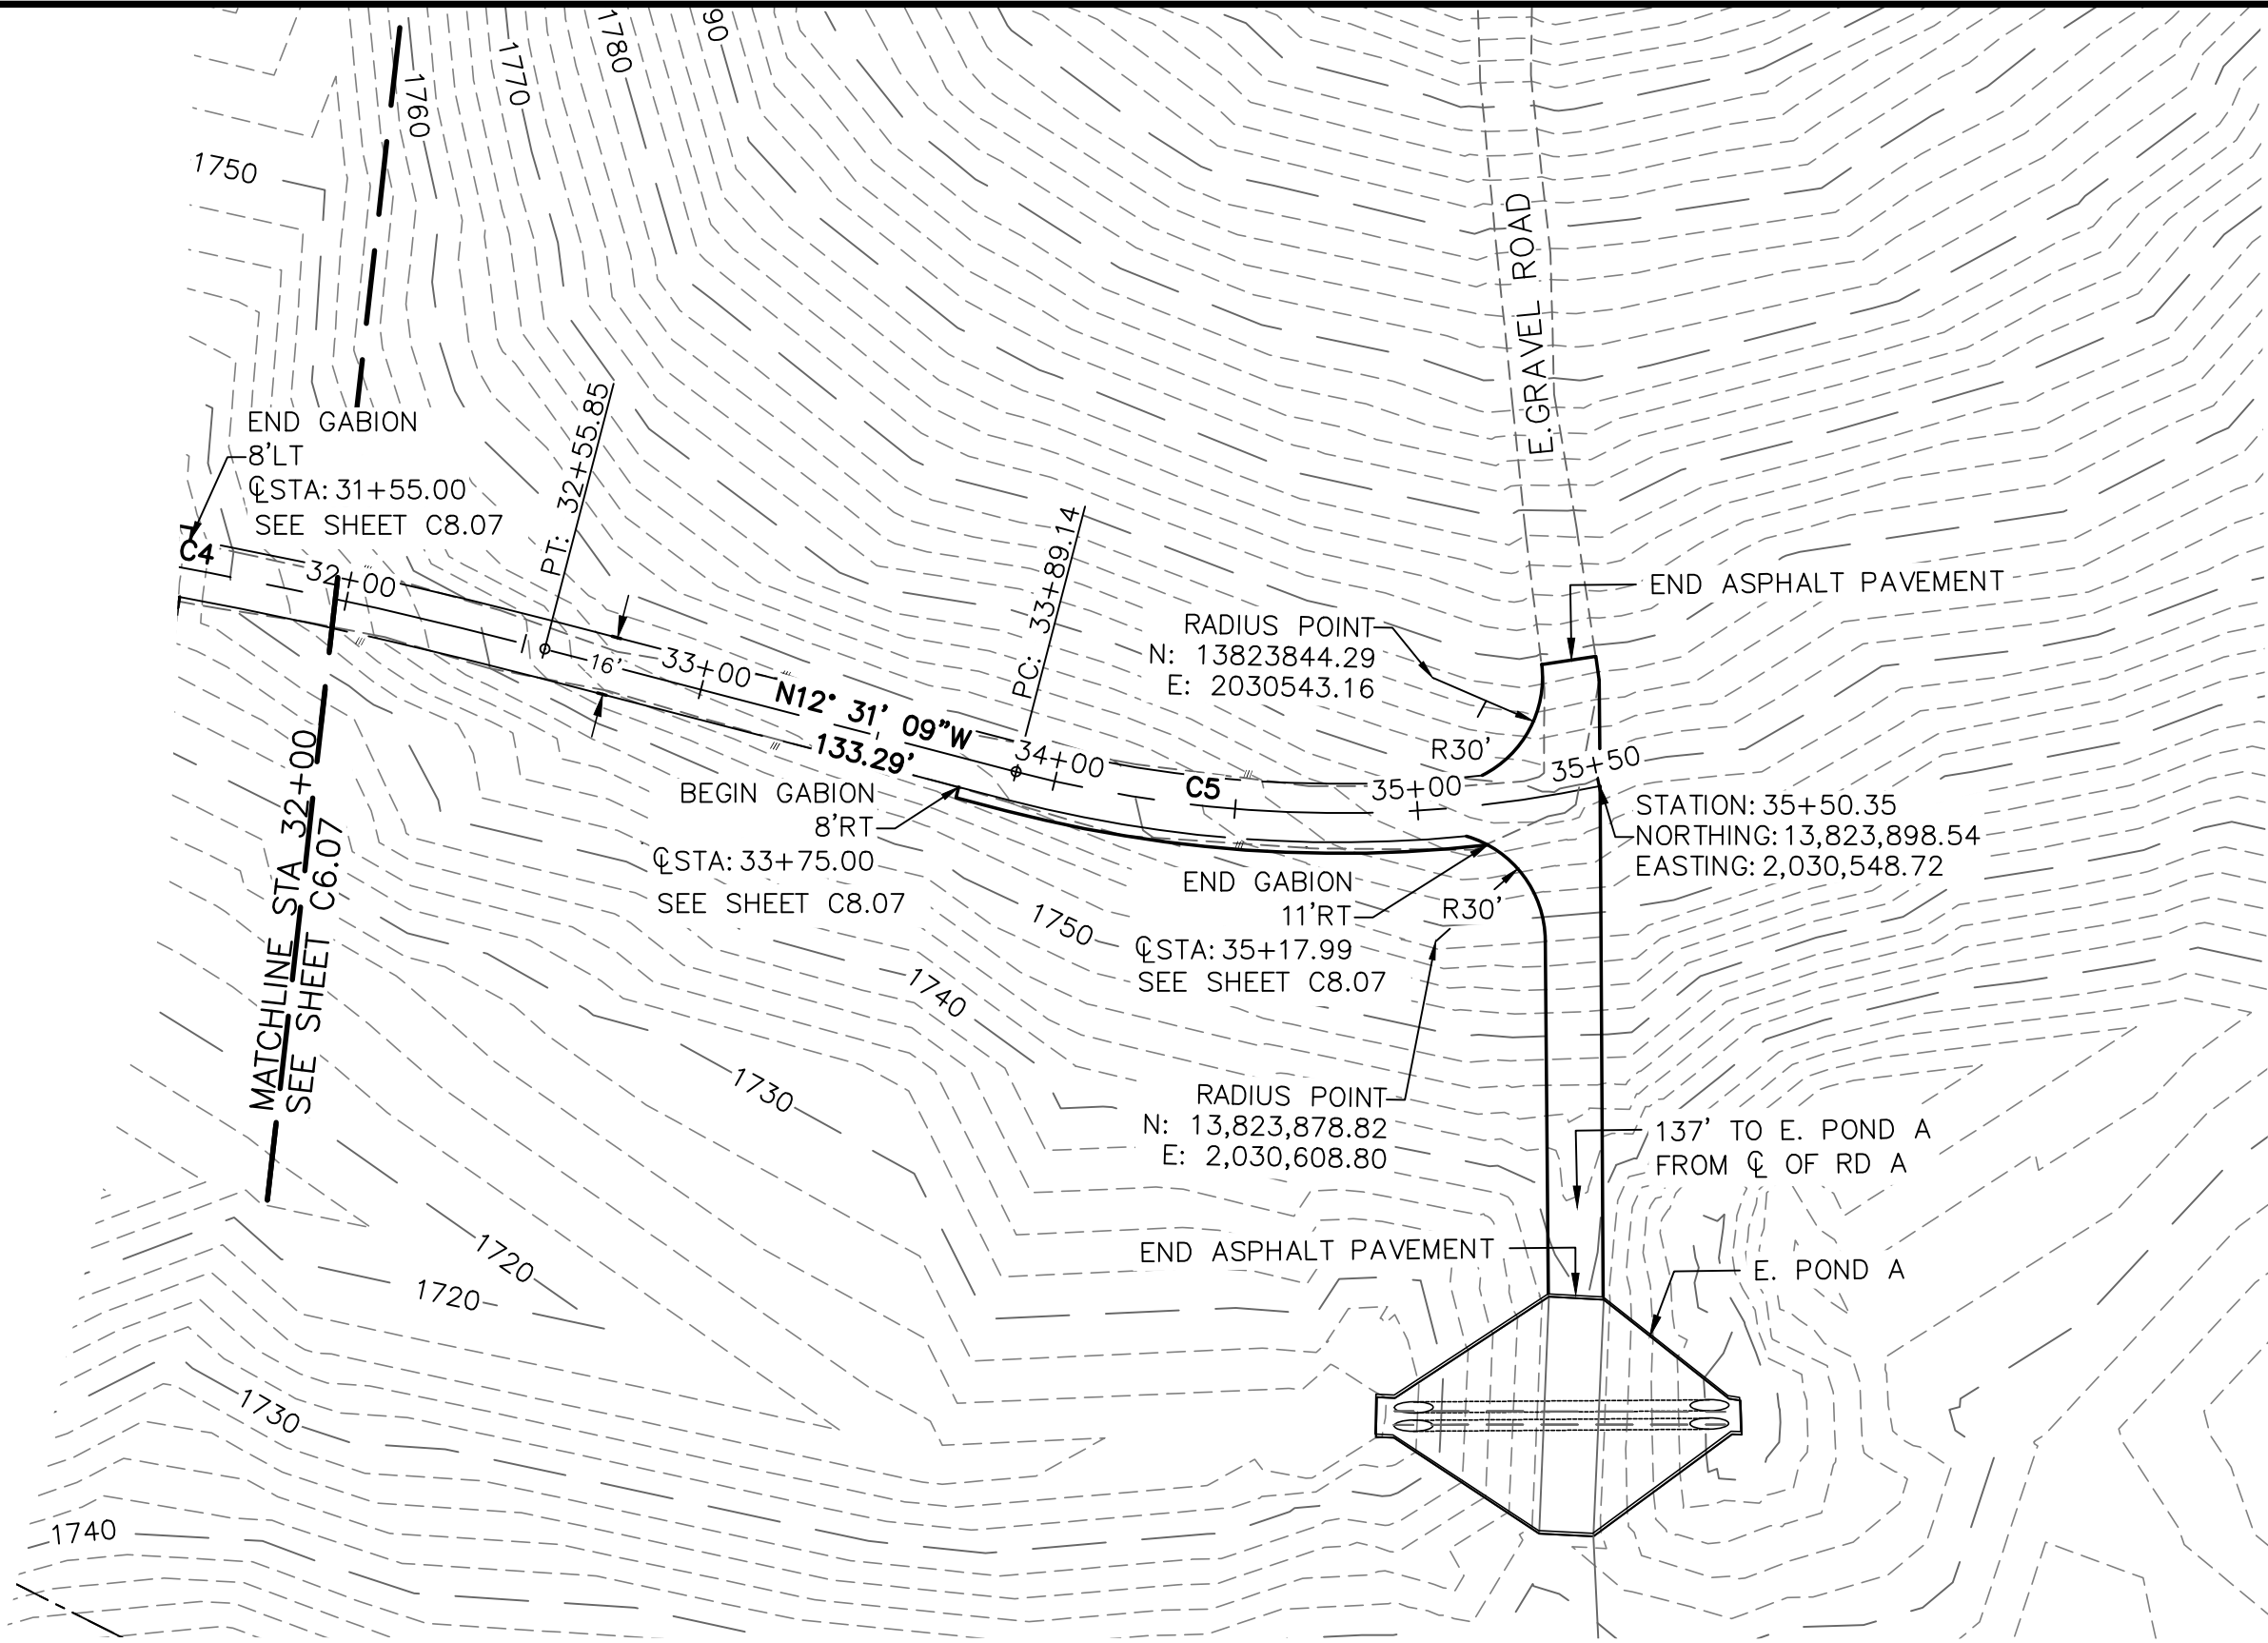 1760
1770
1780
90
1750
E.GRAVEL ROAD
END GABION
8'LT
℄STA: 31+55.00
SEE SHEET C8.07
C4
32+00
PT: 32+55.85
16'
33+00
N12° 31' 09"W
133.29'
PC: 33+89.14
34+00
C5
35+00
35+50
RADIUS POINT
N: 13823844.29
E: 2030543.16
R30'
END ASPHALT PAVEMENT
STATION: 35+50.35
NORTHING: 13,823,898.54
EASTING: 2,030,548.72
BEGIN GABION
8'RT
℄STA: 33+75.00
SEE SHEET C8.07
END GABION
11'RT
℄STA: 35+17.99
SEE SHEET C8.07
R30'
MATCHLINE STA 32+00
SEE SHEET C6.07
1750
1740
1730
RADIUS POINT
N: 13,823,878.82
E: 2,030,608.80
137' TO E. POND A
FROM ℄ OF RD A
END ASPHALT PAVEMENT
E. POND A
1720
1720
1730
1740